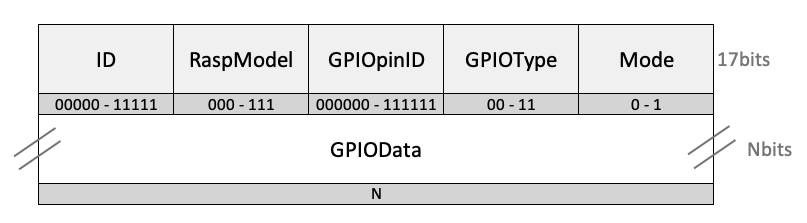 ID RaspModel GPIOpinID GPIOType Mode 17bits
00000 - 11111 000 - 111 000000 - 111111 00 - 11 0 - 1
GPIOData Nbits
N